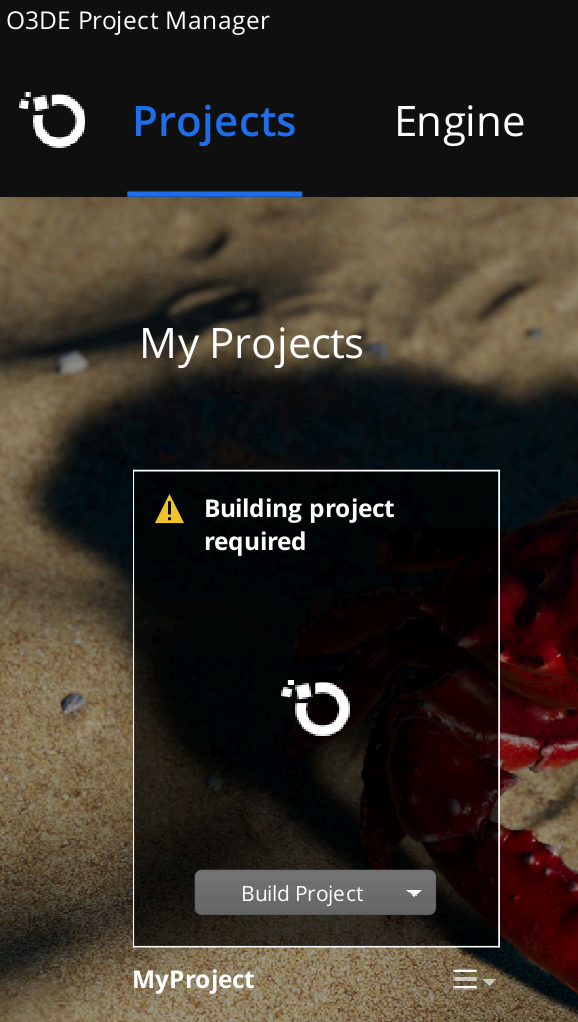 O3DE Project Manager
Projects
Engine
My Projects
Building project
required
Build Project
MyProject